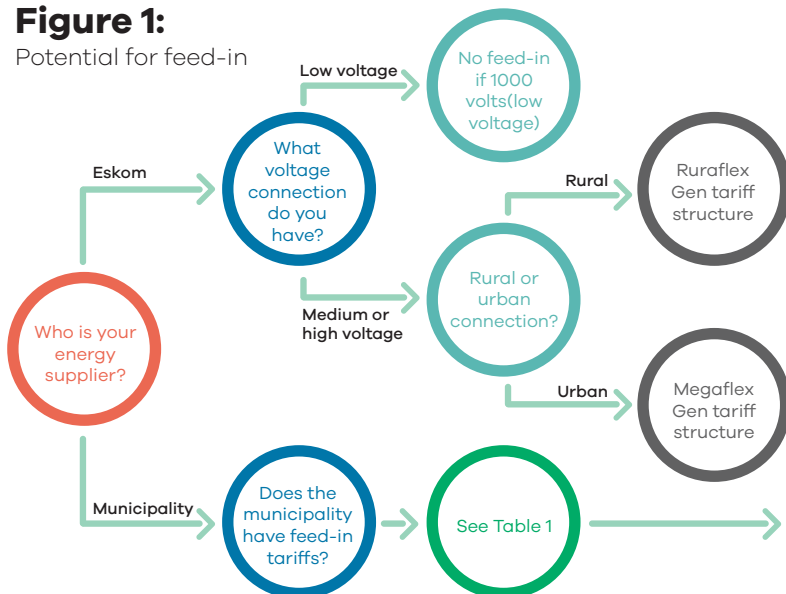 Figure 1:
Potential for feed-in
Low voltage
No feed-in
if 1000
volts(low
voltage)
Eskom
What
voltage
connection
do you
have?
Rural
Ruraflex
Gen tariff
structure
Medium or
high voltage
Rural or
urban
connection?
Who is your
energy
supplier?
Urban
Megaflex
Gen tariff
structure
Municipality
Does the
municipality
have feed-in
tariffs?
See Table 1